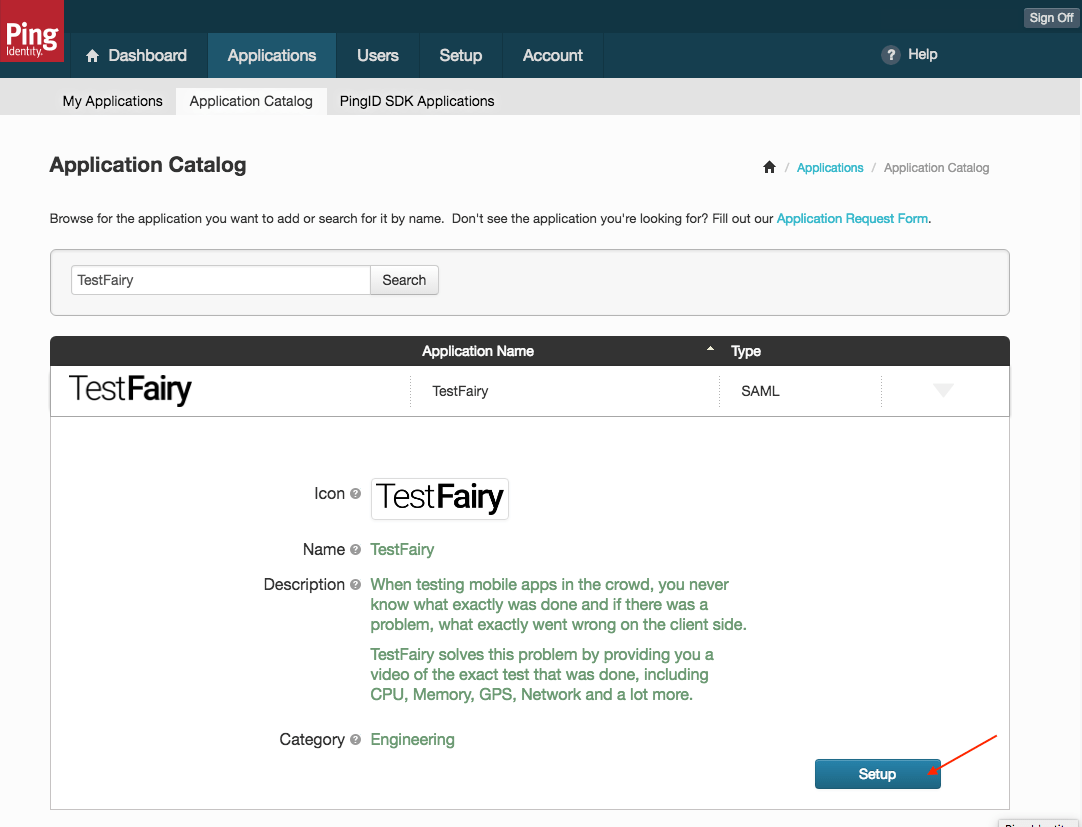 Sign Off
Ping
Identity.
Dashboard Applications Users Setup Account ? Help
My Applications Application Catalog PingID SDK Applications
Application Catalog
/ Applications / Application Catalog
Browse for the application you want to add or search for it by name. Don't see the application you're looking for? Fill out our Application Request Form.
TestFairy Search
Application Name Type
TestFairy TestFairy SAML
Icon ? TestFairy
Name ? TestFairy
Description ? When testing mobile apps in the crowd, you never
know what exactly was done and if there was a
problem, what exactly went wrong on the client side.
TestFairy solves this problem by providing you a
video of the exact test that was done, including
CPU, Memory, GPS, Network and a lot more.
Category ? Engineering
Setup